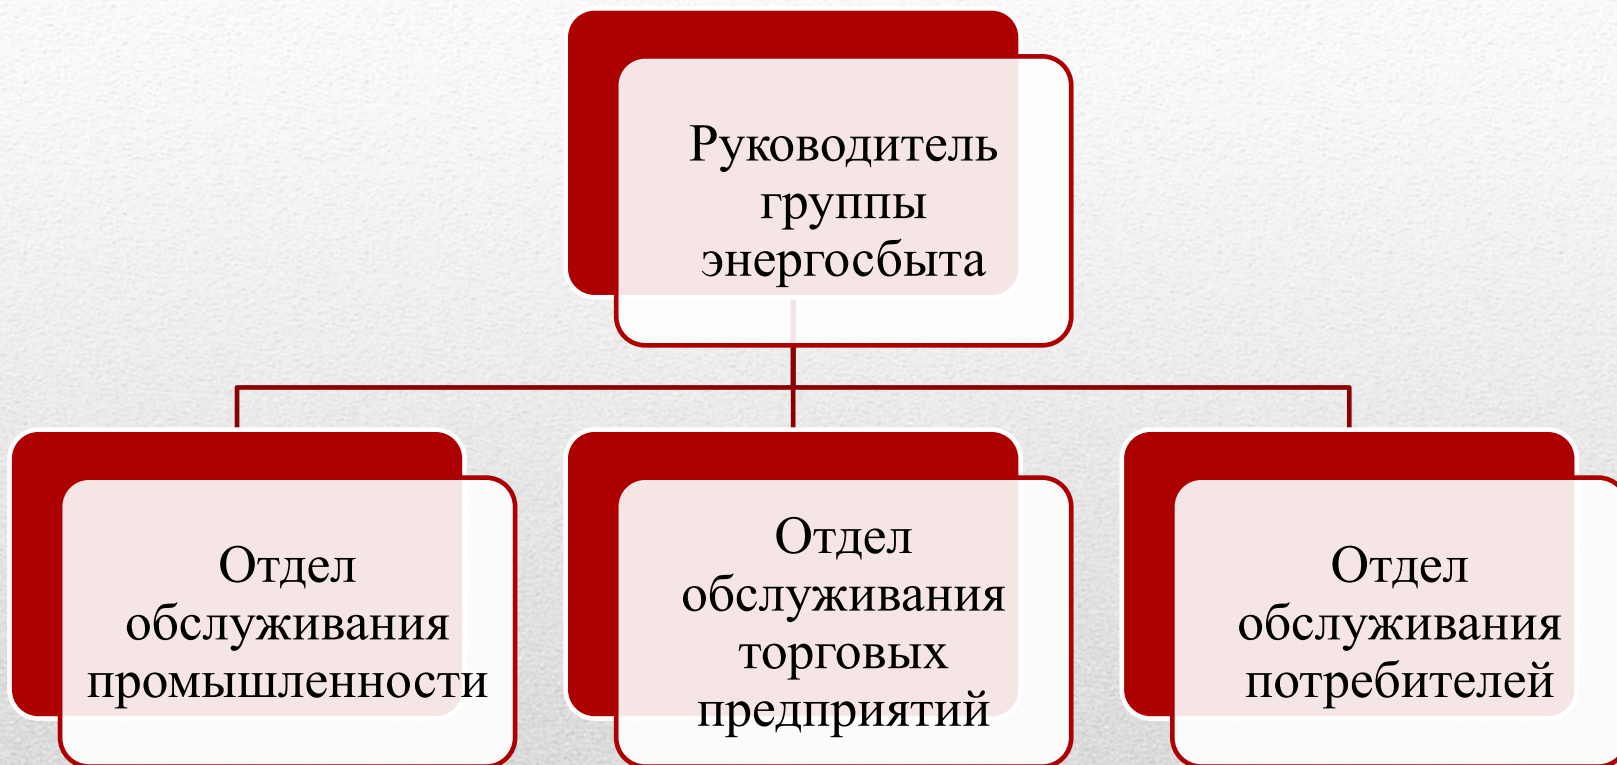 Руководитель
группы
энергосбыта
Отдел
обслуживания
промышленности
Отдел
обслуживания
торговых
предприятий
Отдел
обслуживания
потребителей